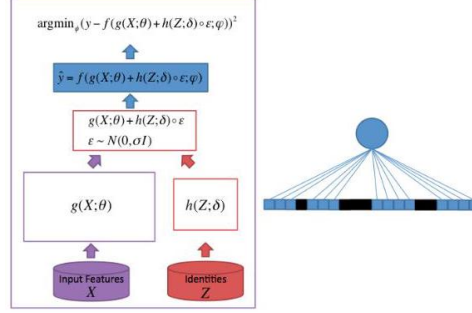 argmin_φ(y − f(g(X;θ)+h(Z;δ)∘ε;φ))²
ŷ = f(g(X;θ)+h(Z;δ)∘ε;φ)
g(X;θ)+h(Z;δ)∘ε
ε ~ N(0,σI)
g(X;θ) h(Z;δ)
Input Features Identities
X Z